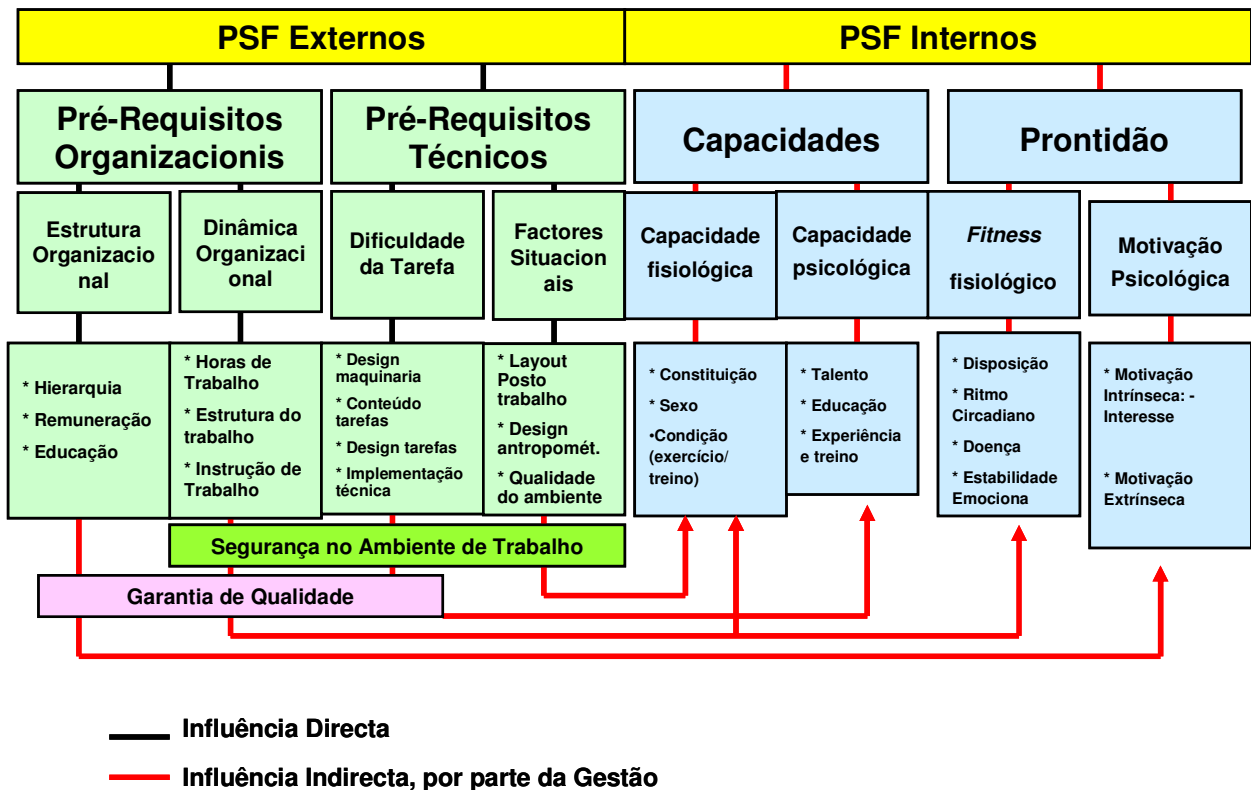 PSF Externos
PSF Internos
Pré-Requisitos
Organizacionis
Pré-Requisitos
Técnicos
Capacidades
Prontidão
Estrutura
Organizacio
nal
Dinâmica
Organizaci
onal
Dificuldade
da Tarefa
Factores
Situacion
ais
Capacidade
fisiológica
Capacidade
psicológica
Fitness
fisiológico
Motivação
Psicológica
* Hierarquia
* Remuneração
* Educação
* Horas de
Trabalho
* Estrutura do
trabalho
* Instrução de
Trabalho
* Design
maquinaria
* Conteúdo
tarefas
* Design tarefas
* Implementação
técnica
* Layout
Posto
trabalho
* Design
antropomét.
* Qualidade
do ambiente
* Constituição
* Sexo
•Condição
(exercício/
treino)
* Talento
* Educação
* Experiência
e treino
* Disposição
* Ritmo
Circadiano
* Doença
* Estabilidade
Emociona
* Motivação
Intrínseca: -
Interesse
* Motivação
Extrínseca
Segurança no Ambiente de Trabalho
Garantia de Qualidade
Influência Directa
Influência Indirecta, por parte da Gestão